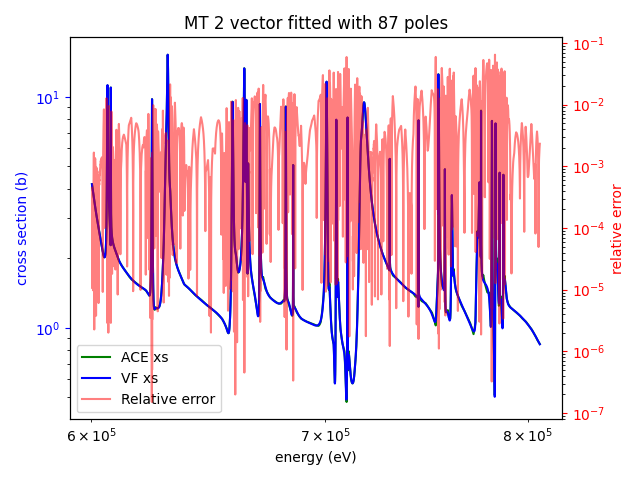 MT 2 vector fitted with 87 poles
cross section (b)
10¹
10⁰
ACE xs
VF xs
Relative error
6 × 10⁵
7 × 10⁵
8 × 10⁵
energy (eV)
10⁻¹
10⁻²
10⁻³
10⁻⁴
10⁻⁵
10⁻⁶
10⁻⁷
relative error